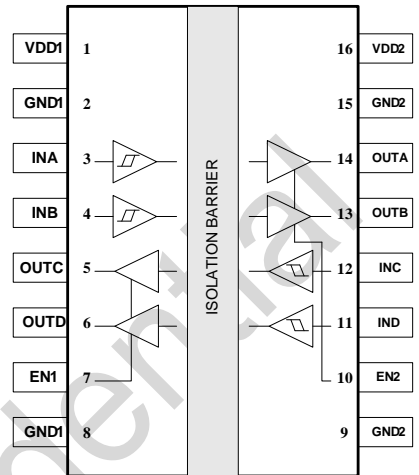 VDD1 1 16 VDD2
GND1 2 15 GND2
INA 3 14 OUTA
INB 4 13 OUTB
OUTC 5 12 INC
OUTD 6 11 IND
EN1 7 10 EN2
GND1 8 9 GND2
ISOLATION BARRIER
dential